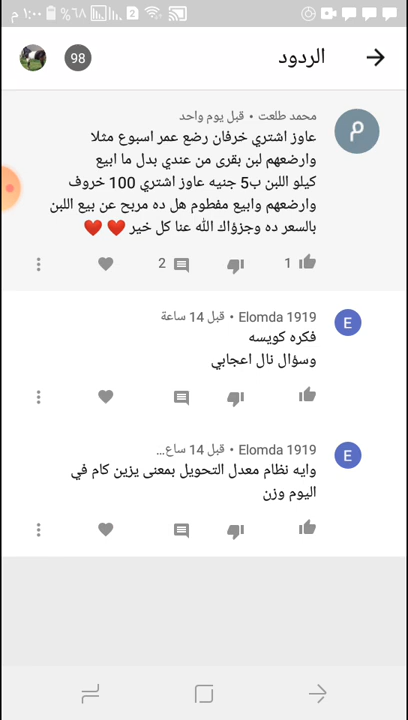 ١:٠٠ م
٦٨%
2
الردود
98
محمد طلعت • قبل يوم واحد
عاوز اشتري خرفان رضع عمر اسبوع مثلا
وارضعهم لبن بقرى من عندي بدل ما ابيع
كيلو اللبن ب5 جنيه عاوز اشتري 100 خروف
وارضعهم وابيع مفطوم هل ده مربح عن بيع اللبن
بالسعر ده وجزؤاك الله عنا كل خير ❤️ ❤️
م
1
2
Elomda 1919 • قبل 14 ساعة
فكره كويسه
وسؤال نال اعجابي
E
Elomda 1919 • قبل 14 ساع...
وايه نظام معدل التحويل بمعنى يزين كام في
اليوم وزن
E